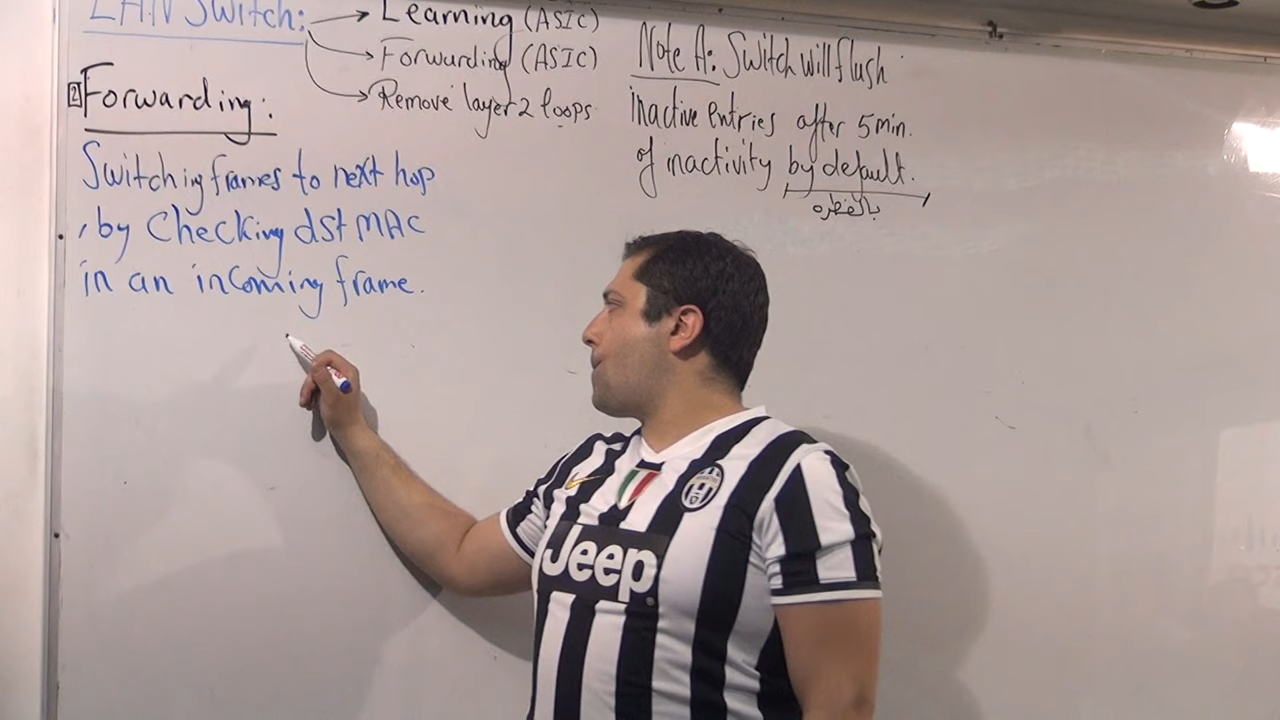 LAN Switch:
Learning (ASIC)
Forwarding (ASIC)
Remove layer 2 loops
2 Forwarding:
Switching frames to next hop
, by Checking dst MAC
in an incoming frame.
Note A: Switch will flush
inactive entries after 5 min.
of inactivity by default.
بالفطره
Jeep